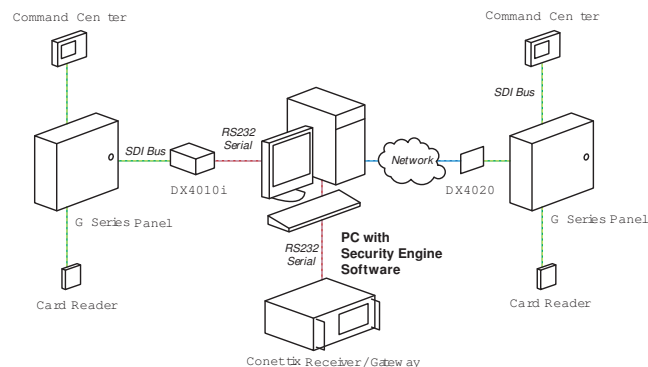 Command Center
Command Center
SDI Bus
RS232
Serial
SDI Bus
Network
DX4010i
DX4020
G Series Panel
G Series Panel
RS232
Serial
PC with
Security Engine
Software
Card Reader
Card Reader
Conettix Receiver/Gateway